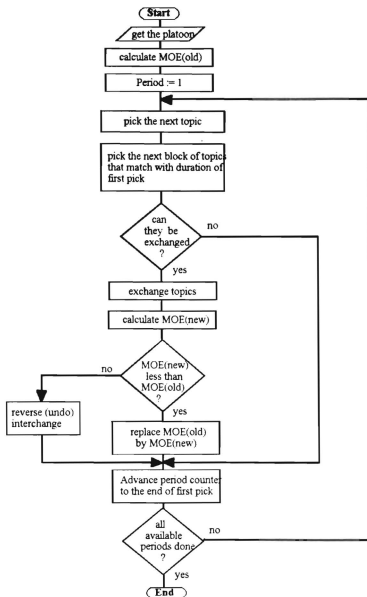 Start
get the platoon
calculate MOE(old)
Period := 1
pick the next topic
pick the next block of topics
that match with duration of
first pick
can
they be
exchanged
?
no
yes
exchange topics
calculate MOE(new)
MOE(new)
less than
MOE(old)
?
no
yes
reverse (undo)
interchange
replace MOE(old)
by MOE(new)
Advance period counter
to the end of first pick
all
available
periods done
?
no
yes
End